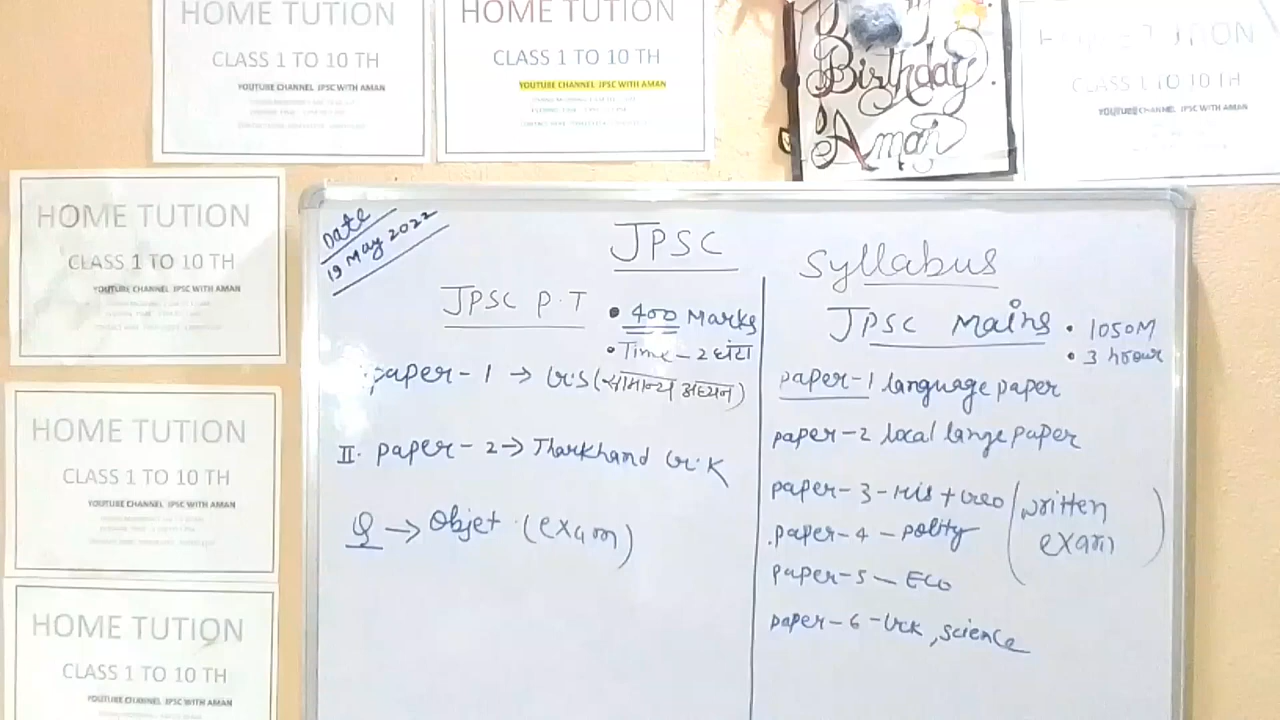 HOME TUTION
CLASS 1 TO 10 TH
YOUTURE CHANNEL JPSC WITH AMAN
HOME TUTION
CLASS 1 TO 10 TH
YOUTUBE CHANNEL JPSC WITH AMAN
Birthday
Aman
HOME TUTION
CLASS 1 TO 10 TH
YOUTUBE CHANNEL JPSC WITH AMAN
HOME TUTION
CLASS 1 TO 10 TH
YOUTUBE CHANNEL JPSC WITH AMAN
HOME TUTION
CLASS 1 TO 10 TH
YOUTUBE CHANNEL JPSC WITH AMAN
HOME TUTION
CLASS 1 TO 10 TH
YOUTUBE CHANNEL JPSC WITH AMAN
Date
19 May 2022
JPSC Syllabus
JPSC P.T
• 400 Marks
• Time - 2 घंटा
paper - 1 → G.S (सामान्य अध्यन)
II. paper - 2 → Jharkhand G.K
Q → Objet (exam)
JPSC Mains
• 1050M
• 3 hrour
paper-1 language paper
paper-2 local lange paper
paper-3 - His + Geo
paper-4 - polity
(written
exam)
paper-5 - Eco
paper-6 - G.K, science